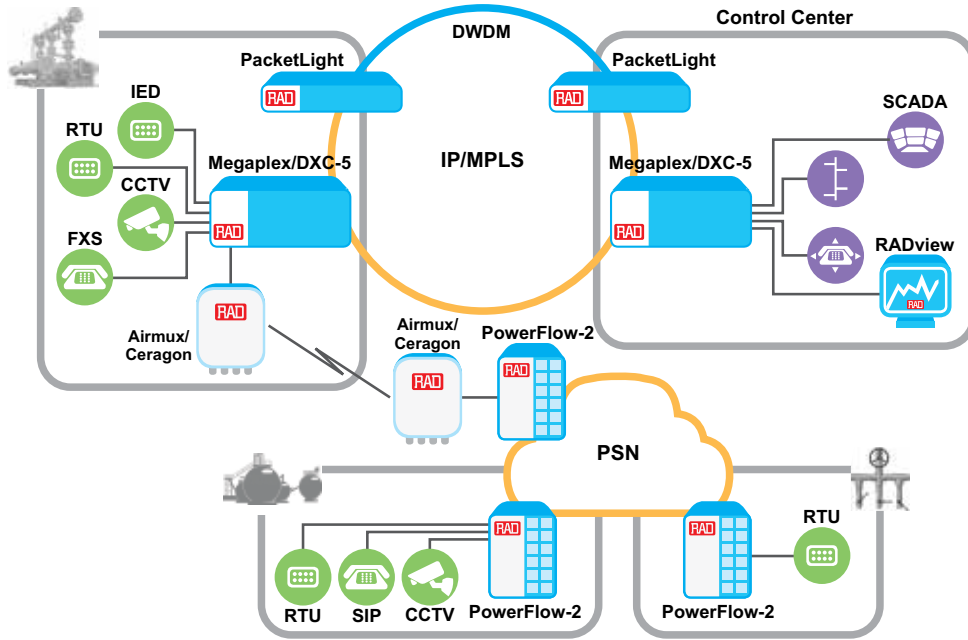 Control Center
DWDM
PacketLight
RAD
PacketLight
RAD
IED
RTU
CCTV
FXS
Megaplex/DXC-5
RAD
IP/MPLS
Megaplex/DXC-5
RAD
SCADA
RADview
RAD
RAD
Airmux/
Ceragon
Airmux/
Ceragon
RAD
PowerFlow-2
RAD
PSN
RAD
RTU
SIP
CCTV
PowerFlow-2
RAD
PowerFlow-2
RTU